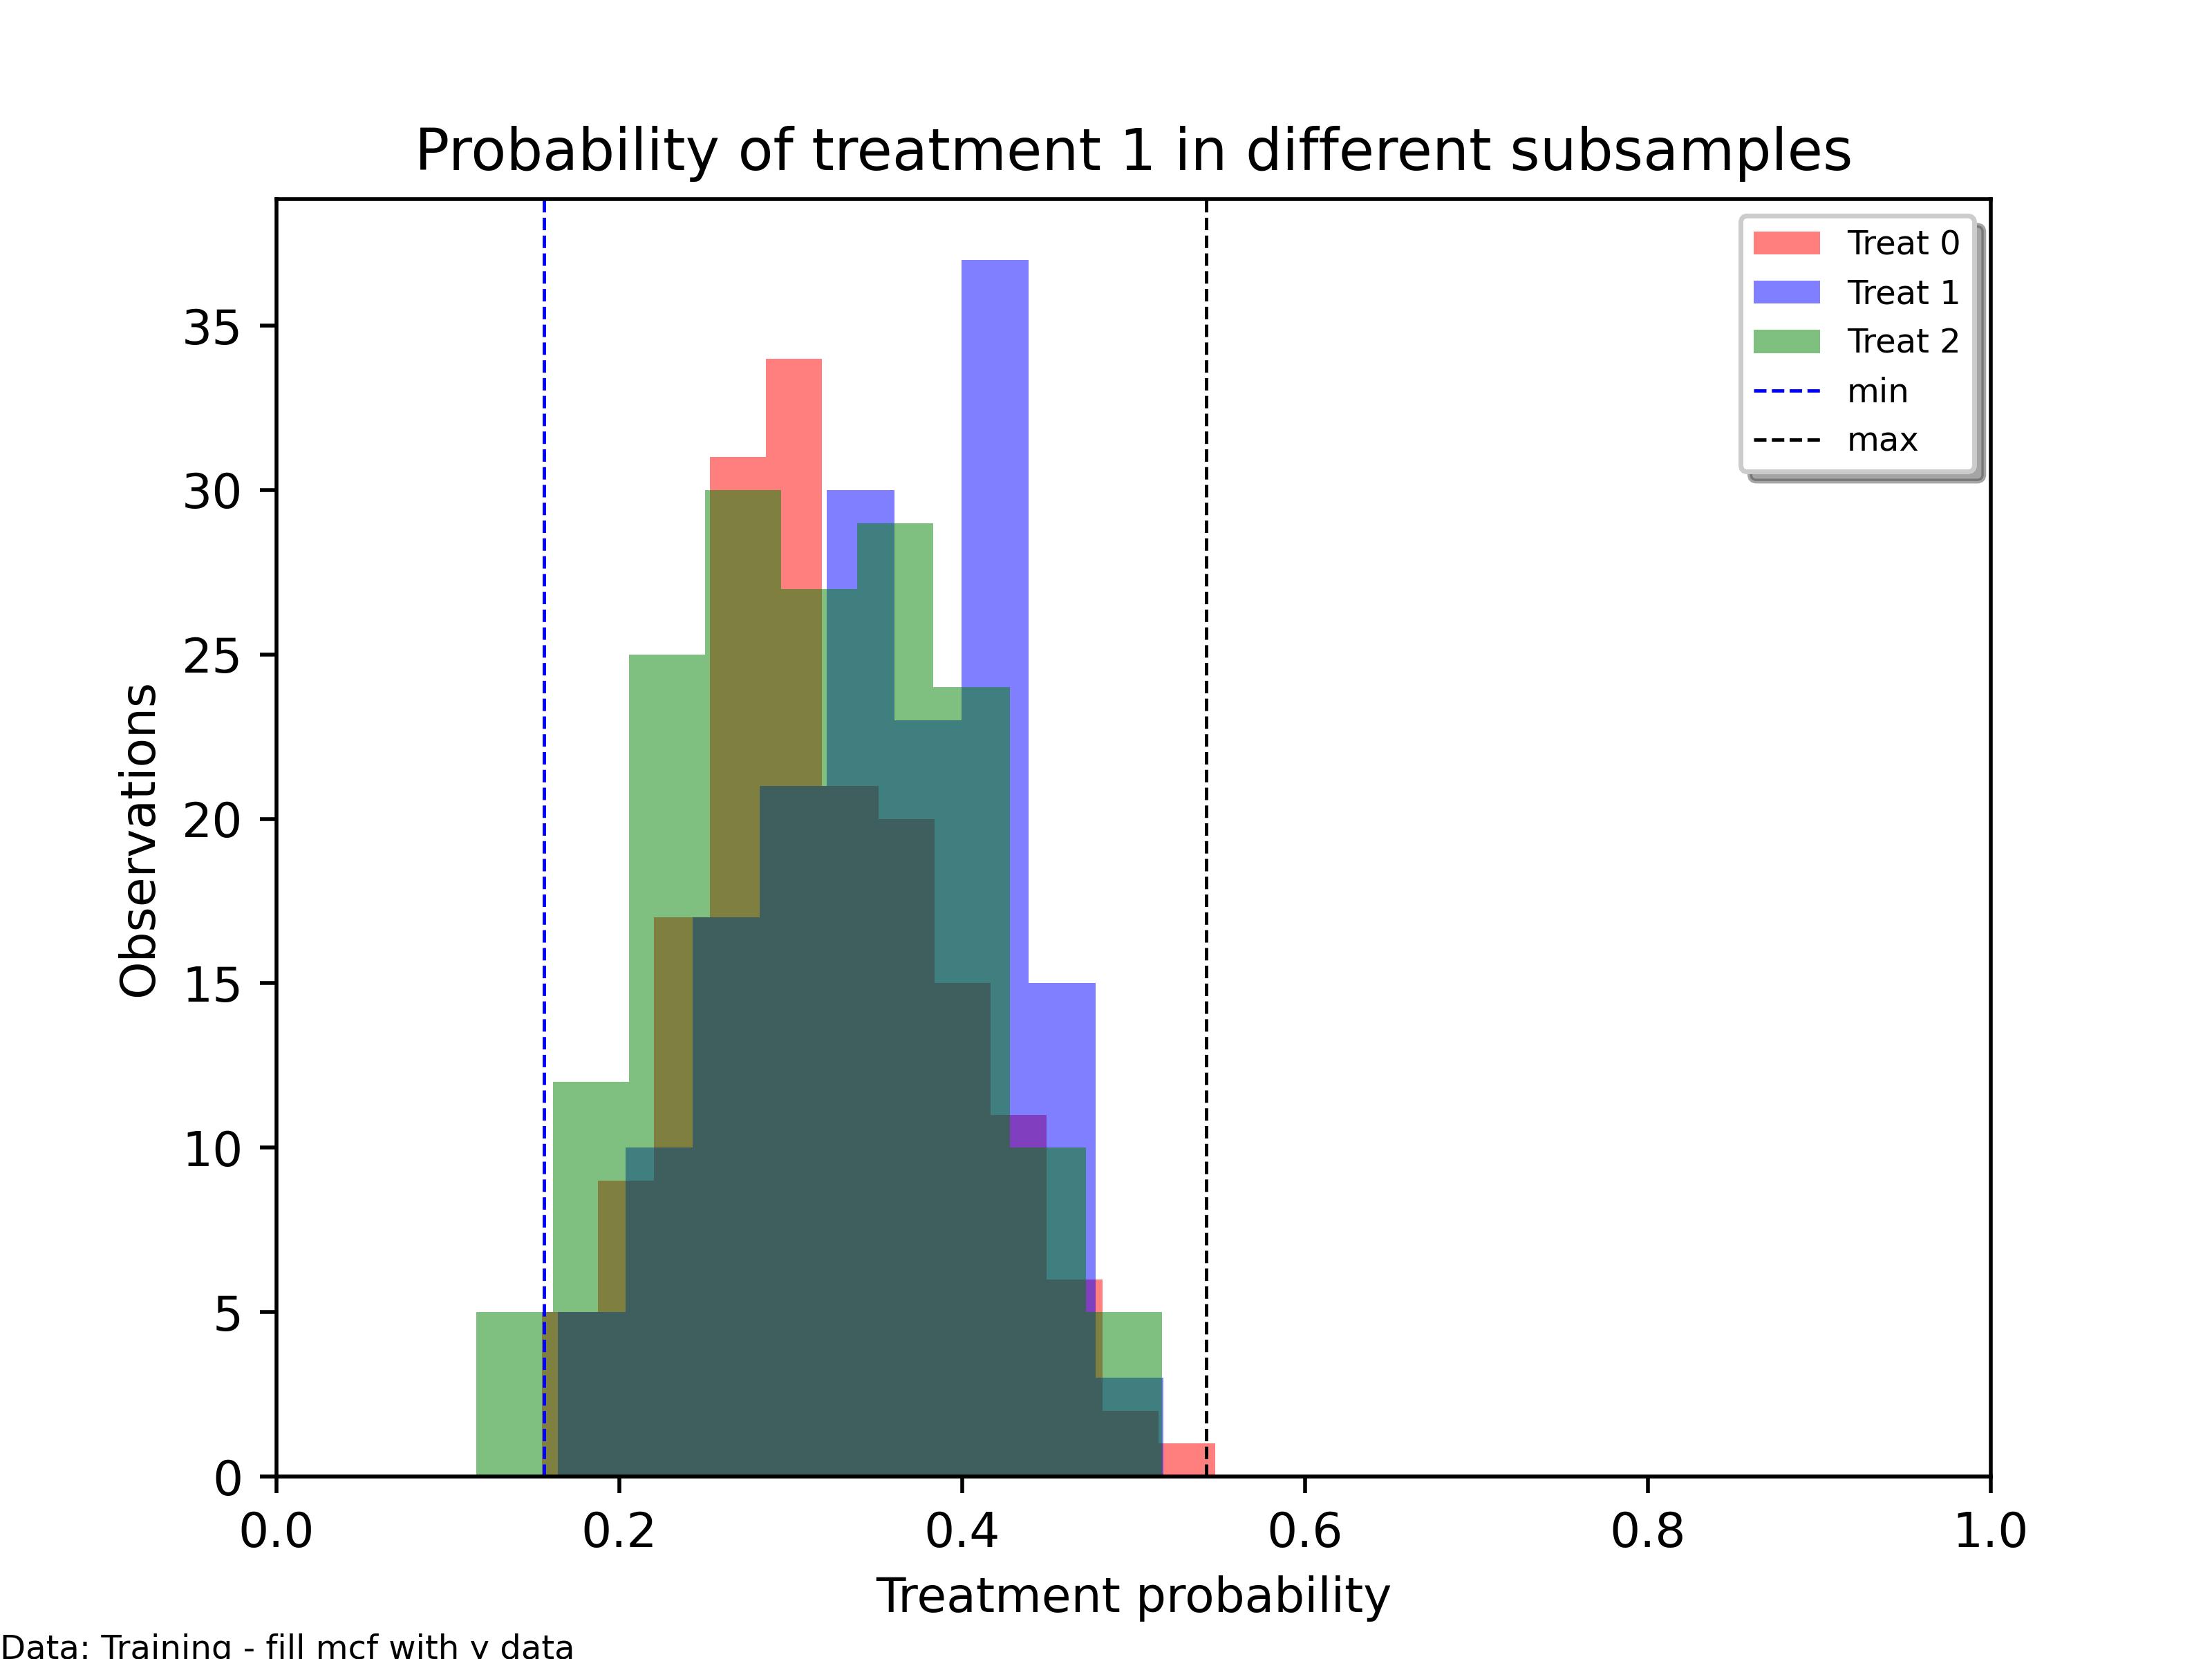 Probability of treatment 1 in different subsamples
Treat 0
Treat 1
Treat 2
min
max
35
30
25
20
15
10
5
0
Observations
0.0 0.2 0.4 0.6 0.8 1.0
Treatment probability
Data: Training - fill mcf with y data